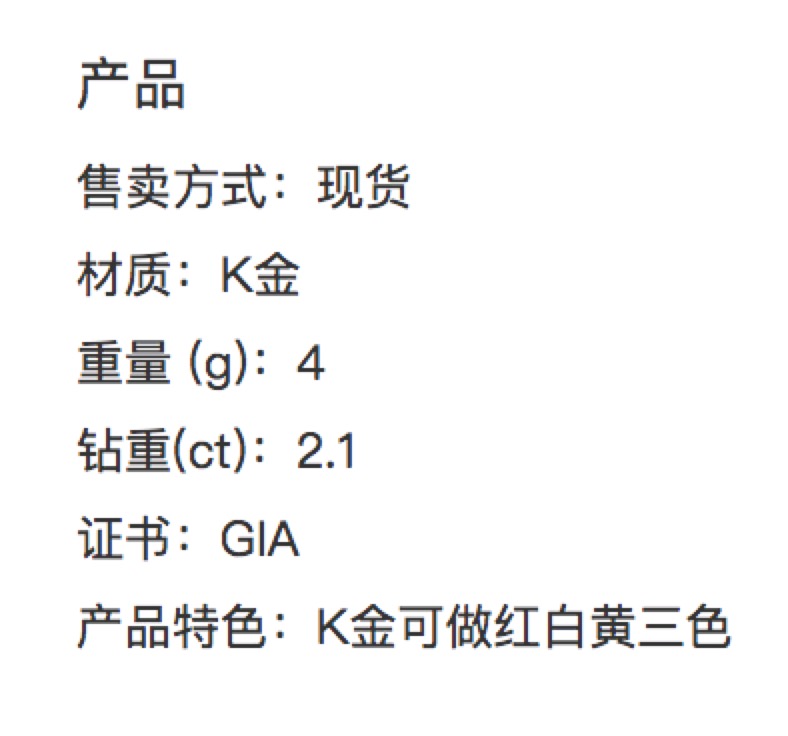 产品
售卖方式：现货
材质：K金
重量 (g)：4
钻重(ct)：2.1
证书：GIA
产品特色：K金可做红白黄三色